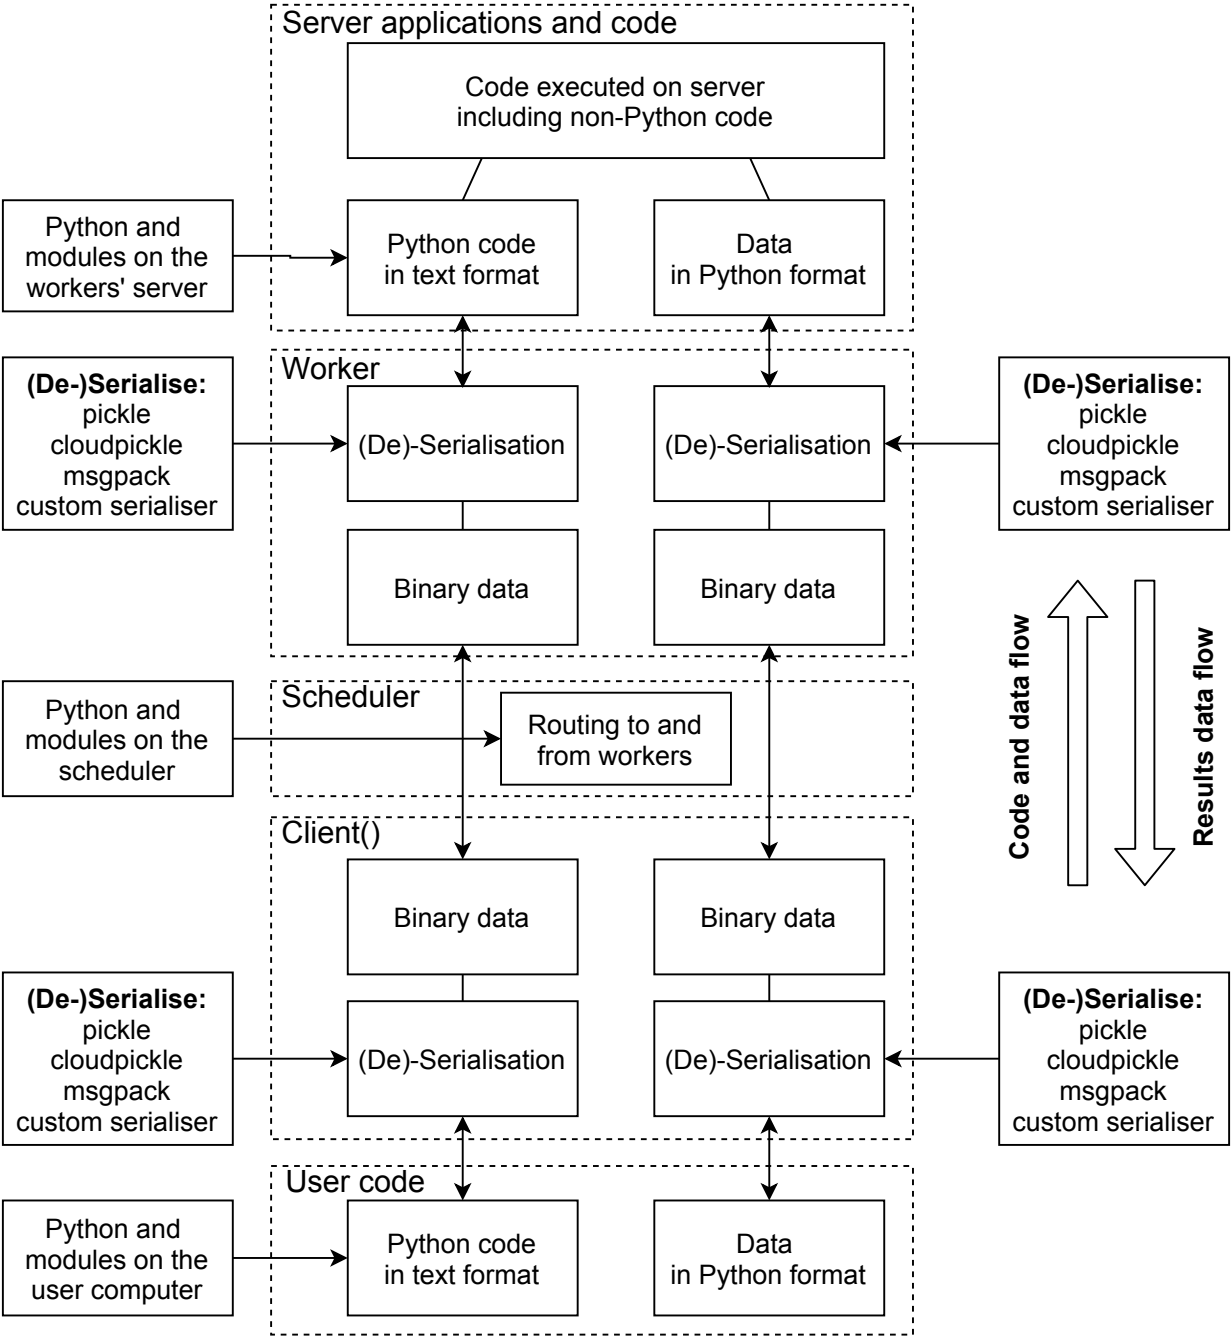 Server applications and code
Code executed on server
including non-Python code
Python and
modules on the
workers' server
Python code
in text format
Data
in Python format
Worker
(De-)Serialise:
pickle
cloudpickle
msgpack
custom serialiser
(De)-Serialisation
(De)-Serialisation
(De-)Serialise:
pickle
cloudpickle
msgpack
custom serialiser
Binary data
Binary data
Scheduler
Python and
modules on the
scheduler
Routing to and
from workers
Code and data flow
Results data flow
Client()
Binary data
Binary data
(De-)Serialise:
pickle
cloudpickle
msgpack
custom serialiser
(De)-Serialisation
(De)-Serialisation
(De-)Serialise:
pickle
cloudpickle
msgpack
custom serialiser
User code
Python and
modules on the
user computer
Python code
in text format
Data
in Python format